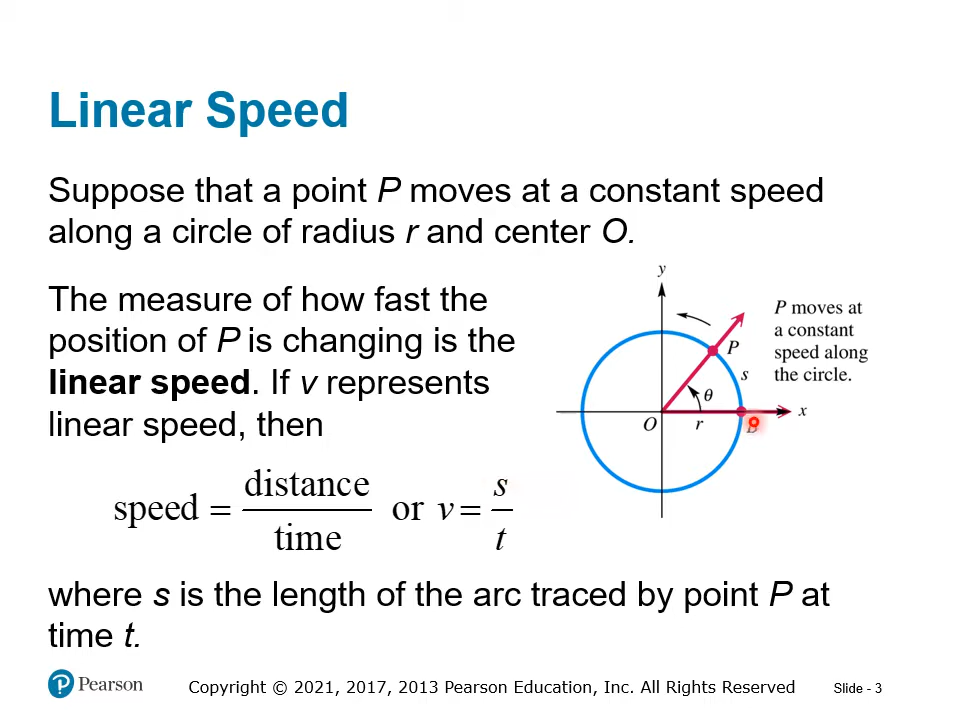 Linear Speed
Suppose that a point P moves at a constant speed
along a circle of radius r and center O.
The measure of how fast the
position of P is changing is the
linear speed. If v represents
linear speed, then
y
P moves at
a constant
speed along
the circle.
P
s
θ
O
r
x
speed = distance/time or v = s/t
where s is the length of the arc traced by point P at
time t.
Pearson
Copyright © 2021, 2017, 2013 Pearson Education, Inc. All Rights Reserved
Slide - 3